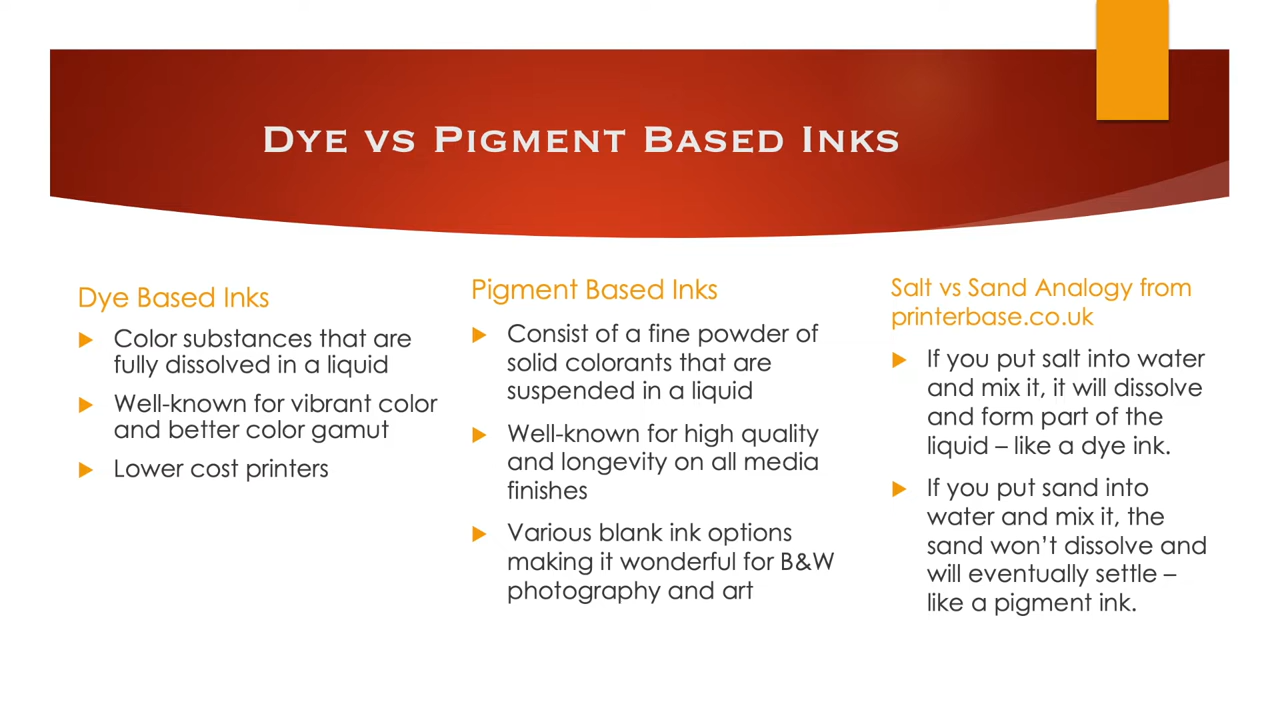 Dye vs Pigment Based Inks
Dye Based Inks
Color substances that are
fully dissolved in a liquid
Well-known for vibrant color
and better color gamut
Lower cost printers
Pigment Based Inks
Consist of a fine powder of
solid colorants that are
suspended in a liquid
Well-known for high quality
and longevity on all media
finishes
Various blank ink options
making it wonderful for B&W
photography and art
Salt vs Sand Analogy from
printerbase.co.uk
If you put salt into water
and mix it, it will dissolve
and form part of the
liquid – like a dye ink.
If you put sand into
water and mix it, the
sand won’t dissolve and
will eventually settle –
like a pigment ink.